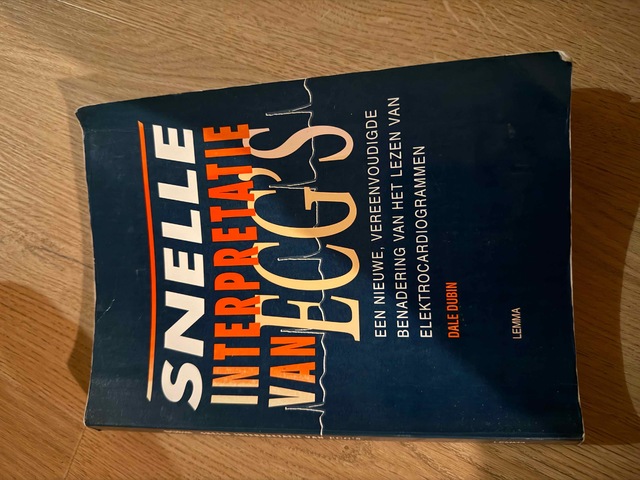 SNELLE
INTERPRETATIE
VAN ECG'S
EEN NIEUWE, VEREENVOUDIGDE
BENADERING VAN HET LEZEN VAN
ELEKTROCARDIOGRAMMEN
DALE DUBIN
LEMMA